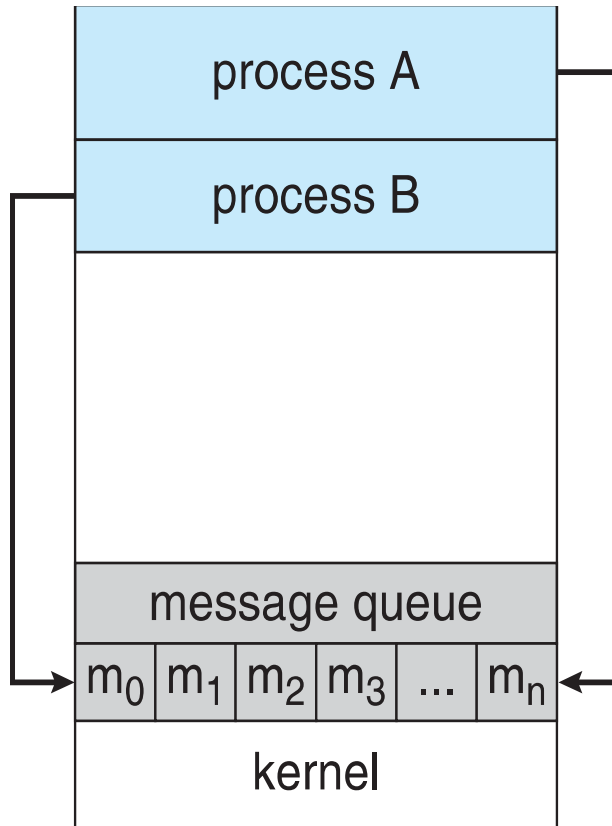 process A
process B
message queue
m₀ m₁ m₂ m₃ ... mₙ
kernel